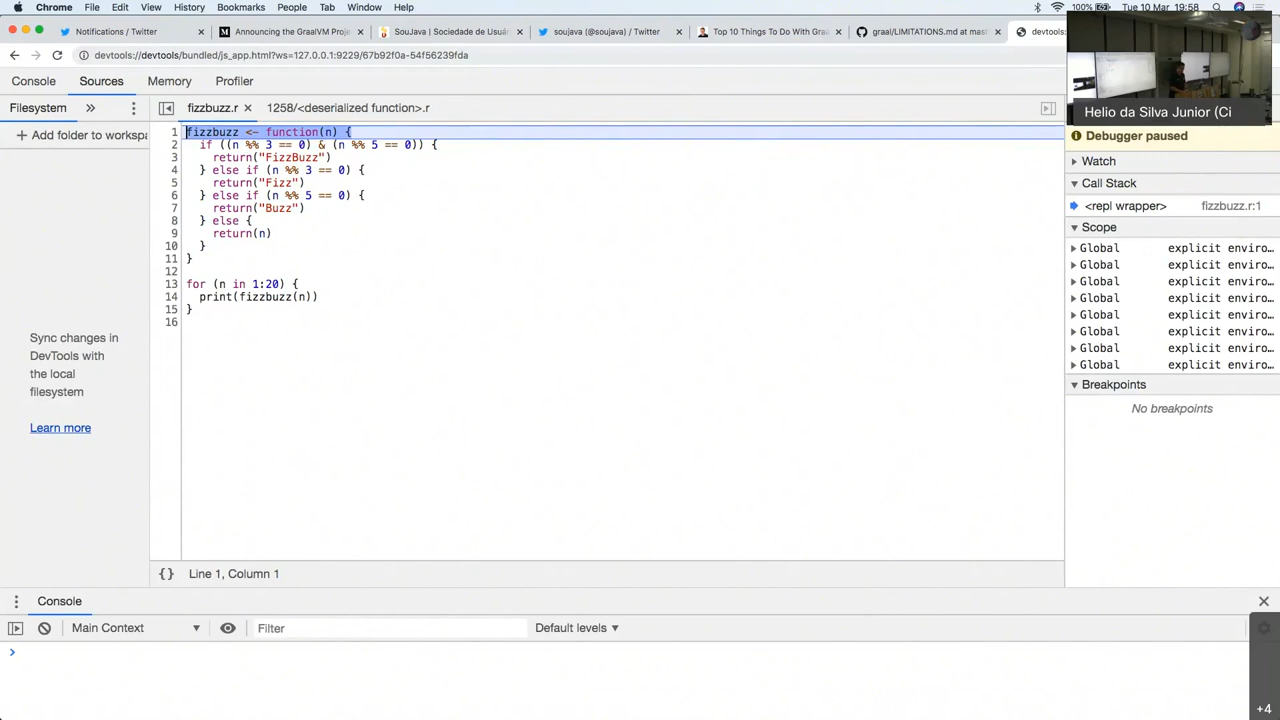 Chrome File Edit View History Bookmarks People Tab Window Help 100% Tue 10 Mar 19:58
Notifications / Twitter × Announcing the GraalVM Proje × SouJava | Sociedade de Usuár × soujava (@soujava) / Twitter × Top 10 Things To Do With Graa × graal/LIMITATIONS.md at mast × devtools:
devtools://devtools/bundled/js_app.html?ws=127.0.0.1:9229/67b92f0a-54f56239fda
Console Sources Memory Profiler
Helio da Silva Junior (Ci
Filesystem » fizzbuzz.r × 1258/<deserialized function>.r
Add folder to workspa
1 fizzbuzz <- function(n) {
2 if ((n %% 3 == 0) & (n %% 5 == 0)) {
3 return("FizzBuzz")
4 } else if (n %% 3 == 0) {
5 return("Fizz")
6 } else if (n %% 5 == 0) {
7 return("Buzz")
8 } else {
9 return(n)
10 }
11 }
12
13 for (n in 1:20) {
14 print(fizzbuzz(n))
15 }
16
Sync changes in
DevTools with
the local
filesystem
Learn more
Debugger paused
Watch
Call Stack
<repl wrapper> fizzbuzz.r:1
Scope
Global explicit enviro…
Global explicit enviro…
Global explicit enviro…
Global explicit enviro…
Global explicit enviro…
Global explicit enviro…
Global explicit enviro…
Global explicit enviro…
Breakpoints
No breakpoints
{} Line 1, Column 1
Console
Main Context Filter Default levels
>
+4